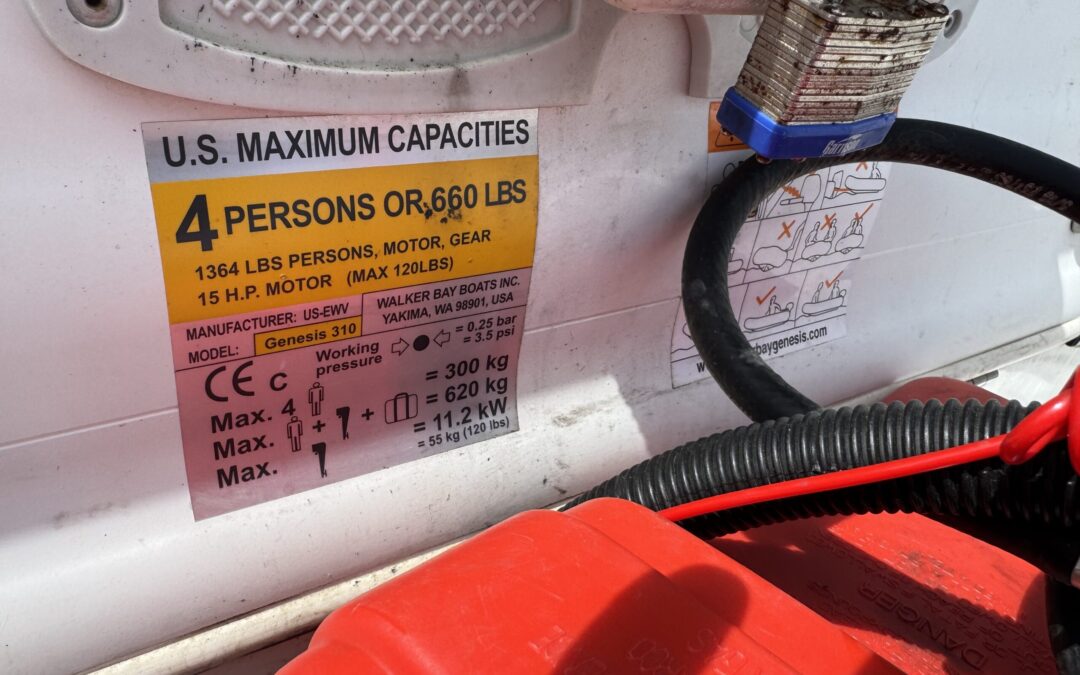 U.S. MAXIMUM CAPACITIES
4 PERSONS OR 660 LBS
1364 LBS PERSONS, MOTOR, GEAR
15 H.P. MOTOR (MAX 120LBS)
MANUFACTURER: US-EWV
MODEL: Genesis 310
WALKER BAY BOATS INC.
YAKIMA, WA 98901, USA
CE C
Working
pressure
= 0.25 bar
= 3.5 psi
Max. 4 = 300 kg
Max. + + = 620 kg
Max. = 11.2 kW
= 55 kg (120 lbs)
Garrison
baygenesis.com
DANGER